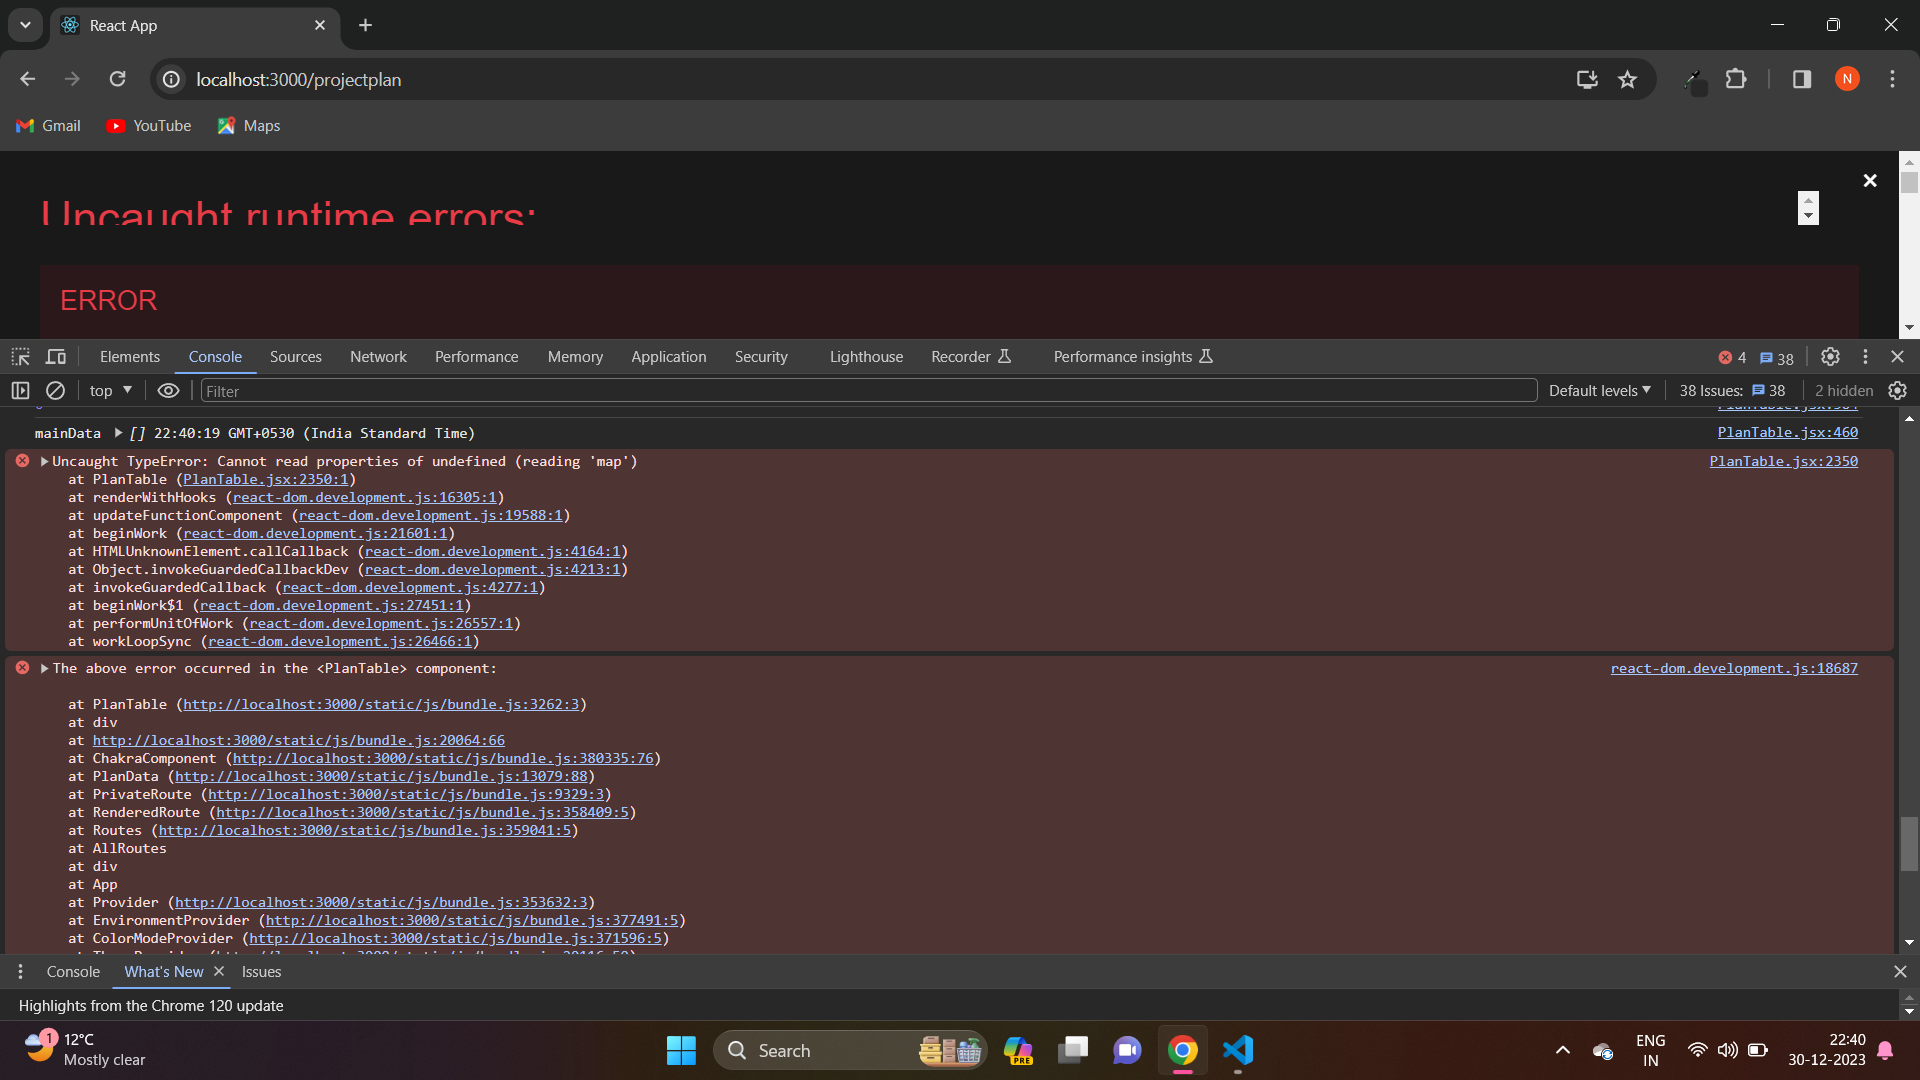 React App
localhost:3000/projectplan
N
Gmail
YouTube
Maps
Uncaught runtime errors:
ERROR
Elements
Console
Sources
Network
Performance
Memory
Application
Security
Lighthouse
Recorder
Performance insights
4
38
top
Filter
Default levels
38 Issues:
38
2 hidden
mainData [] 22:40:19 GMT+0530 (India Standard Time)
PlanTable.jsx:460
Uncaught TypeError: Cannot read properties of undefined (reading 'map')
PlanTable.jsx:2350
at PlanTable (PlanTable.jsx:2350:1)
at renderWithHooks (react-dom.development.js:16305:1)
at updateFunctionComponent (react-dom.development.js:19588:1)
at beginWork (react-dom.development.js:21601:1)
at HTMLUnknownElement.callCallback (react-dom.development.js:4164:1)
at Object.invokeGuardedCallbackDev (react-dom.development.js:4213:1)
at invokeGuardedCallback (react-dom.development.js:4277:1)
at beginWork$1 (react-dom.development.js:27451:1)
at performUnitOfWork (react-dom.development.js:26557:1)
at workLoopSync (react-dom.development.js:26466:1)
The above error occurred in the <PlanTable> component:
react-dom.development.js:18687
at PlanTable (http://localhost:3000/static/js/bundle.js:3262:3)
at div
at http://localhost:3000/static/js/bundle.js:20064:66
at ChakraComponent (http://localhost:3000/static/js/bundle.js:380335:76)
at PlanData (http://localhost:3000/static/js/bundle.js:13079:88)
at PrivateRoute (http://localhost:3000/static/js/bundle.js:9329:3)
at RenderedRoute (http://localhost:3000/static/js/bundle.js:358409:5)
at Routes (http://localhost:3000/static/js/bundle.js:359041:5)
at AllRoutes
at div
at App
at Provider (http://localhost:3000/static/js/bundle.js:353632:3)
at EnvironmentProvider (http://localhost:3000/static/js/bundle.js:377491:5)
at ColorModeProvider (http://localhost:3000/static/js/bundle.js:371596:5)
Console
What's New
Issues
Highlights from the Chrome 120 update
1
12°C
Mostly clear
Search
PRE
ENG
IN
22:40
30-12-2023